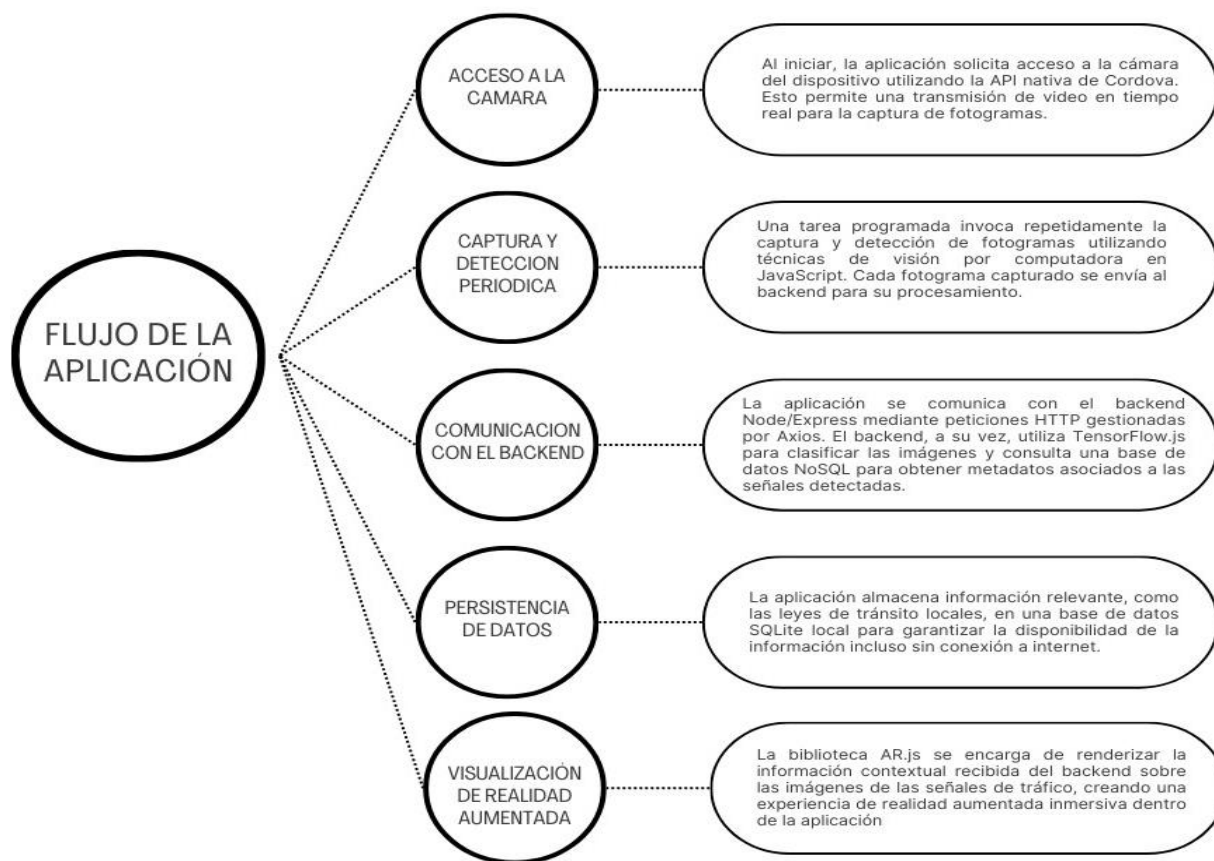 FLUJO DE LA
APLICACIÓN
ACCESO A LA
CAMARA
Al iniciar, la aplicación solicita acceso a la cámara
del dispositivo utilizando la API nativa de Cordova.
Esto permite una transmisión de video en tiempo
real para la captura de fotogramas.
CAPTURA Y
DETECCION
PERIODICA
Una tarea programada invoca repetidamente la
captura y detección de fotogramas utilizando
técnicas de visión por computadora en
JavaScript. Cada fotograma capturado se envía al
backend para su procesamiento.
COMUNICACION
CON EL BACKEND
La aplicación se comunica con el backend
Node/Express mediante peticiones HTTP gestionadas
por Axios. El backend, a su vez, utiliza TensorFlow.js
para clasificar las imágenes y consulta una base de
datos NoSQL para obtener metadatos asociados a las
señales detectadas.
PERSISTENCIA
DE DATOS
La aplicación almacena información relevante, como
las leyes de tránsito locales, en una base de datos
SQLite local para garantizar la disponibilidad de la
información incluso sin conexión a internet.
VISUALIZACIÓN
DE REALIDAD
AUMENTADA
La biblioteca AR.js se encarga de renderizar la
información contextual recibida del backend sobre
las imágenes de las señales de tráfico, creando una
experiencia de realidad aumentada inmersiva dentro
de la aplicación